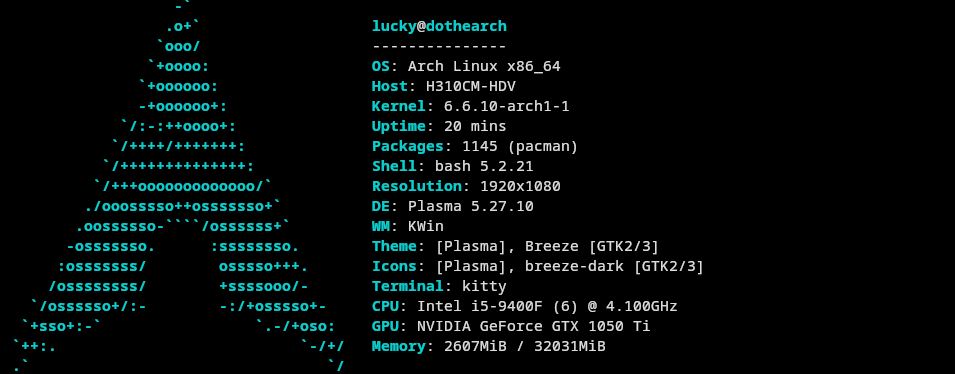 -`
.o+`
`ooo/
`+oooo:
`+oooooo:
-+oooooo+:
`/:-:++oooo+:
`/++++/+++++++:
`/++++++++++++++:
`/+++ooooooooooooo/`
./ooosssso++osssssso+`
.oossssso-````/ossssss+`
-osssssso.      :ssssssso.
:osssssss/        osssso+++.
/ossssssss/        +ssssooo/-
`/ossssso+/:-        -:/+osssso+-
`+sso+:-`                 `.-/+oso:
`++:.                           `-/+/
.`                                 `/
lucky@dothearch
---------------
OS: Arch Linux x86_64
Host: H310CM-HDV
Kernel: 6.6.10-arch1-1
Uptime: 20 mins
Packages: 1145 (pacman)
Shell: bash 5.2.21
Resolution: 1920x1080
DE: Plasma 5.27.10
WM: KWin
Theme: [Plasma], Breeze [GTK2/3]
Icons: [Plasma], breeze-dark [GTK2/3]
Terminal: kitty
CPU: Intel i5-9400F (6) @ 4.100GHz
GPU: NVIDIA GeForce GTX 1050 Ti
Memory: 2607MiB / 32031MiB